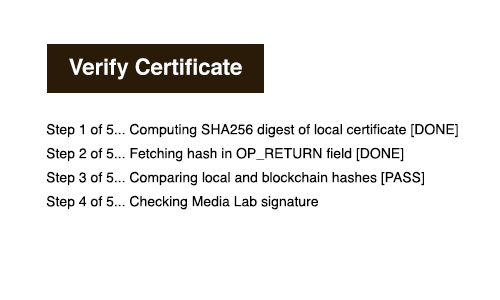 Verify Certificate
Step 1 of 5... Computing SHA256 digest of local certificate [DONE]
Step 2 of 5... Fetching hash in OP_RETURN field [DONE]
Step 3 of 5... Comparing local and blockchain hashes [PASS]
Step 4 of 5... Checking Media Lab signature